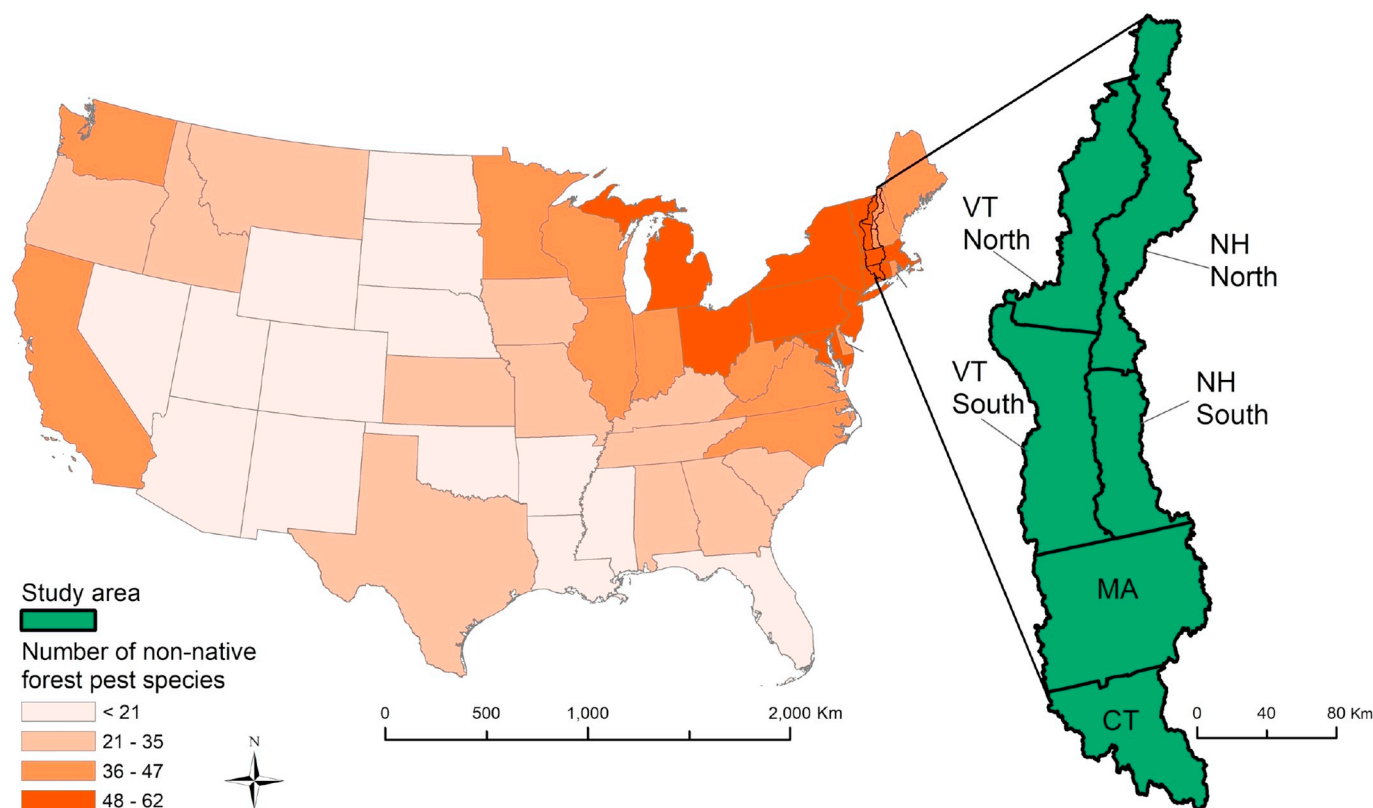 VT
North
NH
North
VT
South
NH
South
MA
CT
Study area
Number of non-native
forest pest species
< 21
21 - 35
36 - 47
48 - 62
N
0 500 1,000 2,000 Km
0 40 80 Km